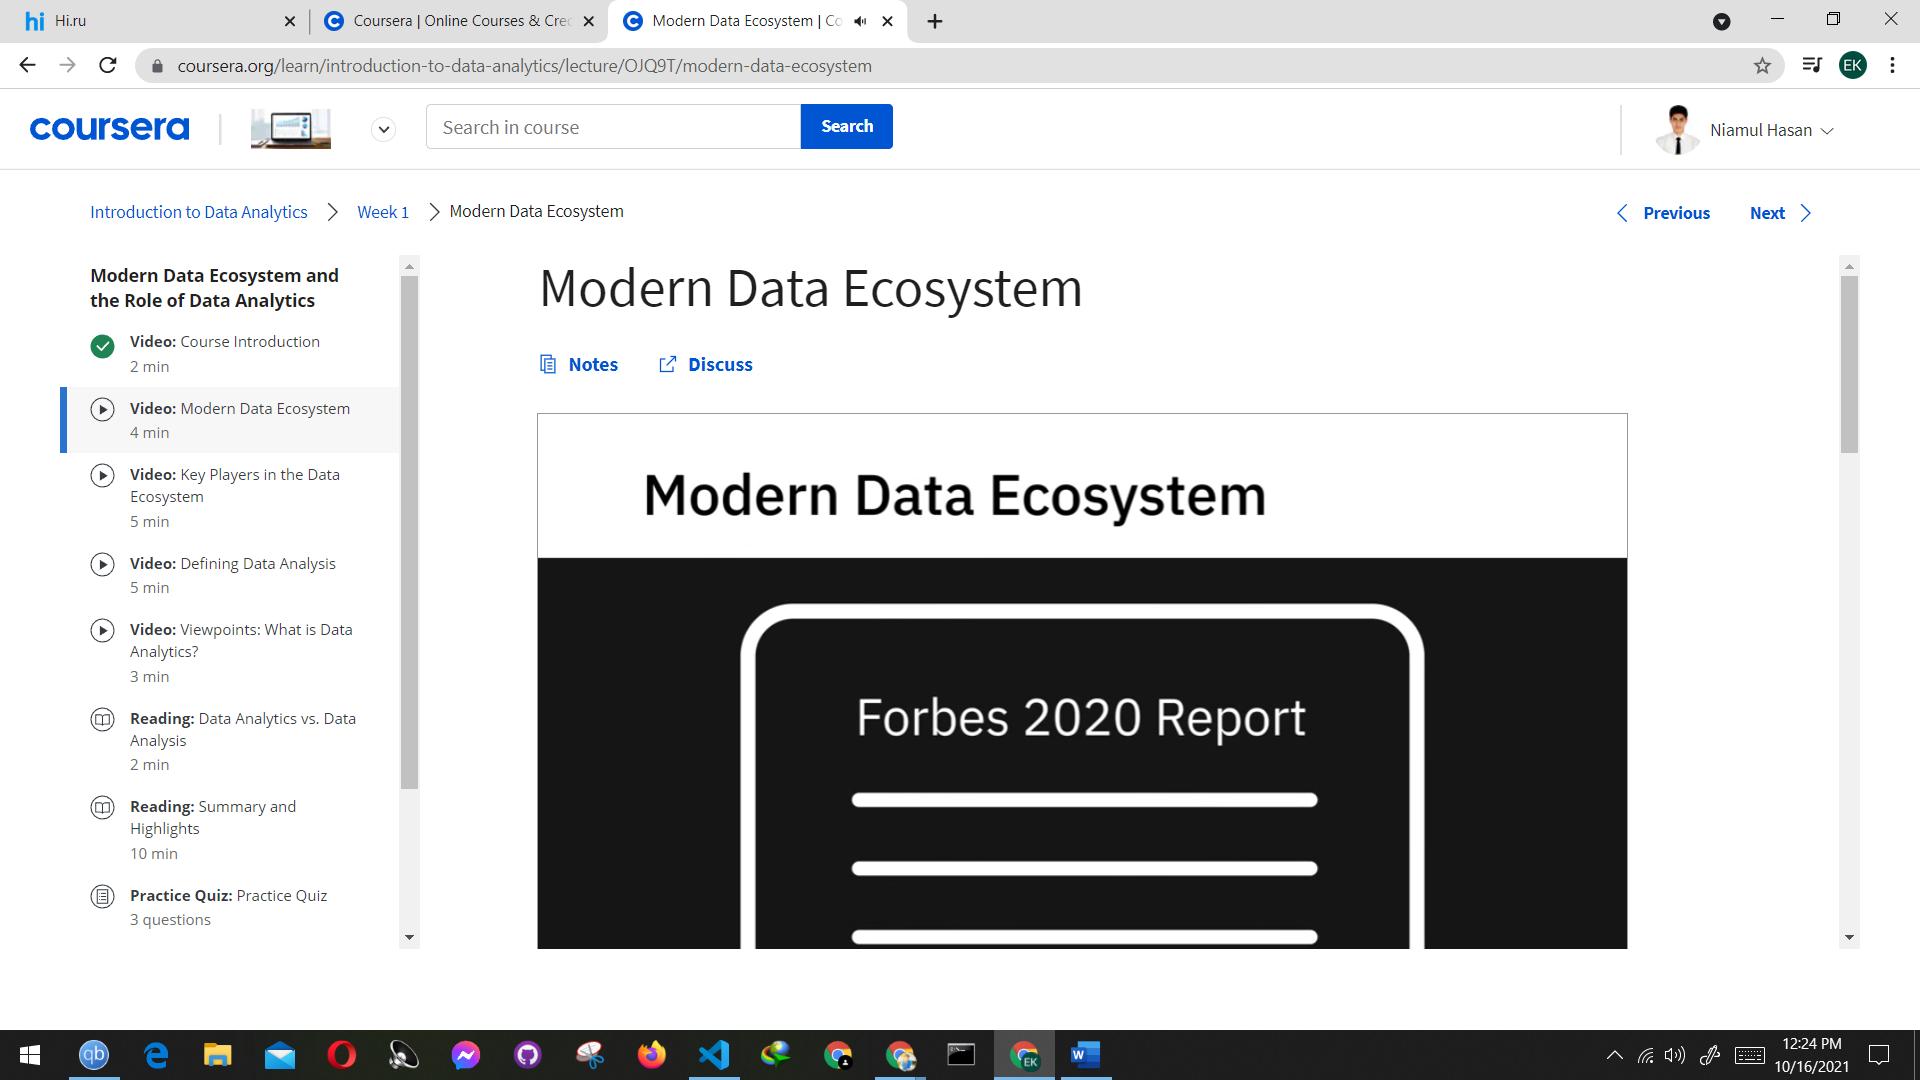 Hi.ru
Coursera | Online Courses & Cre
Modern Data Ecosystem | Co
coursera.org/learn/introduction-to-data-analytics/lecture/OJQ9T/modern-data-ecosystem
EK
coursera
Search in course
Search
Niamul Hasan
Introduction to Data Analytics
Week 1
Modern Data Ecosystem
Previous
Next
Modern Data Ecosystem and
the Role of Data Analytics
Video: Course Introduction
2 min
Video: Modern Data Ecosystem
4 min
Video: Key Players in the Data
Ecosystem
5 min
Video: Defining Data Analysis
5 min
Video: Viewpoints: What is Data
Analytics?
3 min
Reading: Data Analytics vs. Data
Analysis
2 min
Reading: Summary and
Highlights
10 min
Practice Quiz: Practice Quiz
3 questions
Modern Data Ecosystem
Notes
Discuss
Modern Data Ecosystem
Forbes 2020 Report
12:24 PM
10/16/2021